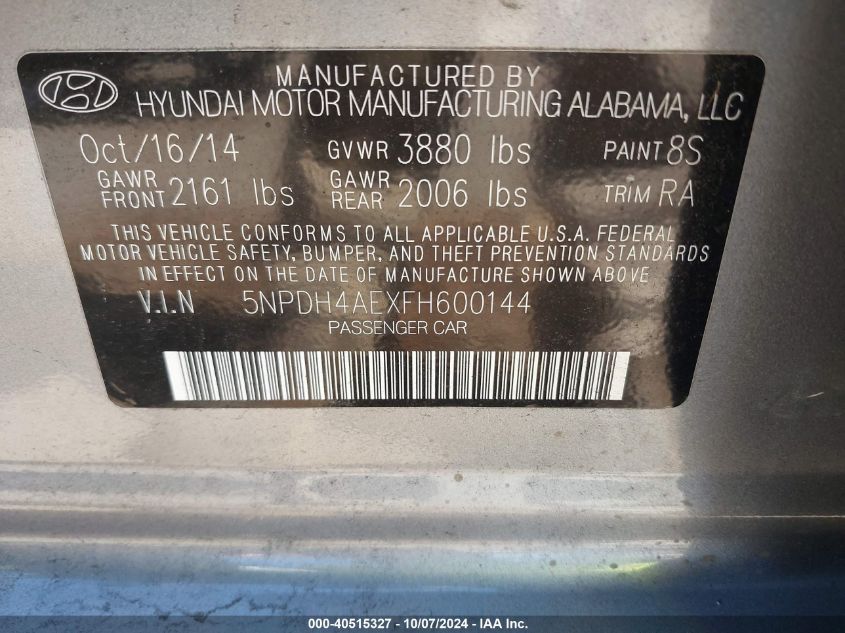 MANUFACTURED BY
HYUNDAI MOTOR MANUFACTURING ALABAMA, LLC
Oct/16/14 GVWR 3880 lbs PAINT 8S
GAWR FRONT 2161 lbs GAWR REAR 2006 lbs TRIM RA
THIS VEHICLE CONFORMS TO ALL APPLICABLE U.S.A. FEDERAL
MOTOR VEHICLE SAFETY, BUMPER, AND THEFT PREVENTION STANDARDS
IN EFFECT ON THE DATE OF MANUFACTURE SHOWN ABOVE
V.I.N 5NPDH4AEXFH600144
PASSENGER CAR
000-40515327 - 10/07/2024 - IAA Inc.